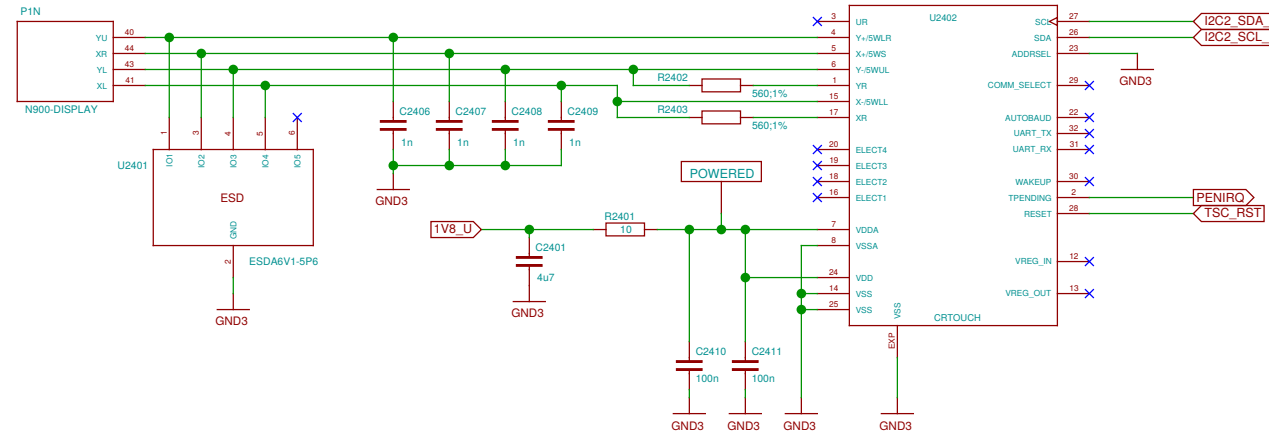 P1N
YU 40
XR 44
YL 43
XL 41
N900-DISPLAY
U2401
1 IO1
3 IO2
4 IO3
5 IO4
6 IO5
ESD
GND
2
ESDA6V1-5P6
GND3
C2406
1n
C2407
1n
C2408
1n
C2409
1n
GND3
R2402
560;1%
R2403
560;1%
POWERED
1V8_U
R2401
10
C2401
4u7
GND3
C2410
100n
C2411
100n
GND3
GND3
GND3
GND3
U2402
3 UR
4 Y+/5WLR
5 X+/5WS
6 Y-/5WUL
1 YR
15 X-/5WLL
17 XR
20 ELECT4
19 ELECT3
18 ELECT2
16 ELECT1
7 VDDA
8 VSSA
24 VDD
14 VSS
25 VSS
VSS
EXP
CRTOUCH
SCL 27
SDA 26
ADDRSEL 23
COMM_SELECT 29
AUTOBAUD 22
UART_TX 32
UART_RX 31
WAKEUP 30
TPENDING 2
RESET 28
VREG_IN 12
VREG_OUT 13
I2C2_SDA_
I2C2_SCL_
GND3
PENIRQ
TSC_RST